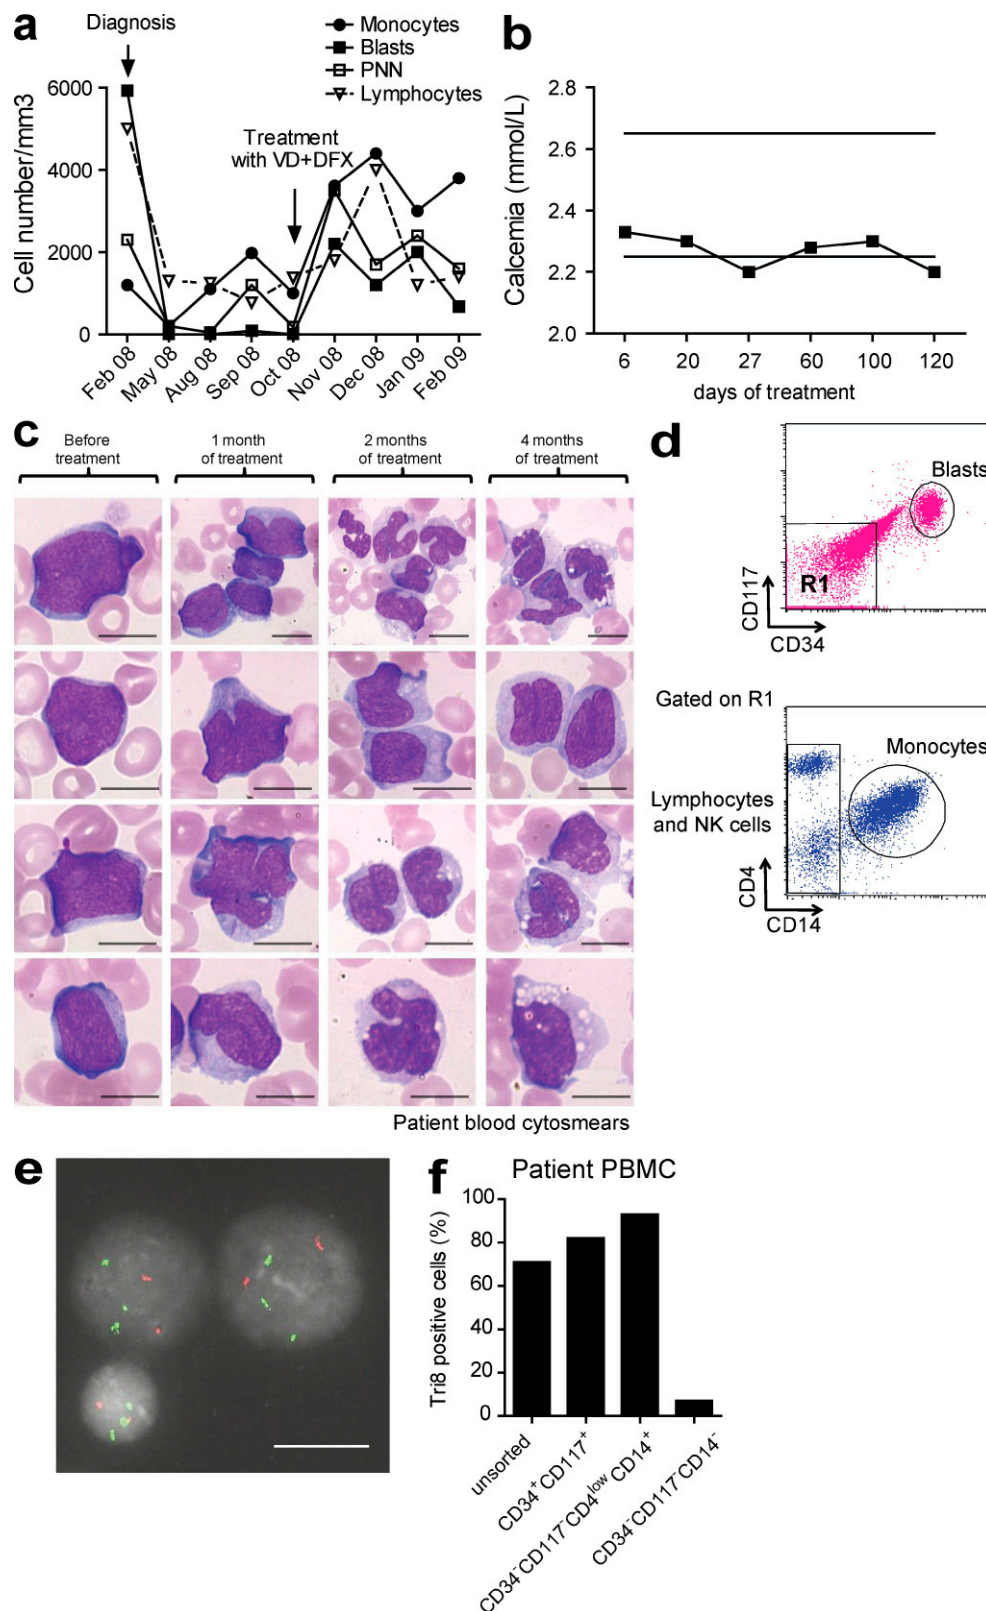 a
Diagnosis
Monocytes
Blasts
PNN
Lymphocytes
Treatment
with VD+DFX
Cell number/mm3
6000
4000
2000
0
Feb 08
May 08
Aug 08
Sep 08
Oct 08
Nov 08
Dec 08
Jan 09
Feb 09
b
Calcemia (mmol/L)
2.8
2.6
2.4
2.2
2.0
6
20
27
60
100
120
days of treatment
c
Before
treatment
1 month
of treatment
2 months
of treatment
4 months
of treatment
Patient blood cytosmears
d
Blasts
R1
CD117
CD34
Gated on R1
Monocytes
Lymphocytes
and NK cells
CD4
CD14
e
f
Patient PBMC
Tri8 positive cells (%)
100
80
60
40
20
0
unsorted
CD34+CD117+
CD34-CD117-CD4lowCD14+
CD34-CD117-CD14-